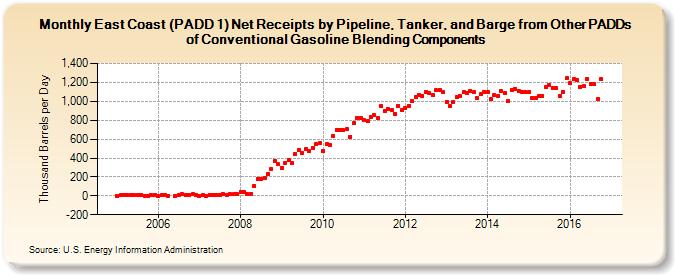 Monthly East Coast (PADD 1) Net Receipts by Pipeline, Tanker, and Barge from Other PADDs
of Conventional Gasoline Blending Components
Thousand Barrels per Day
1,400
1,200
1,000
800
600
400
200
0
-200
2006 2008 2010 2012 2014 2016
Source: U.S. Energy Information Administration